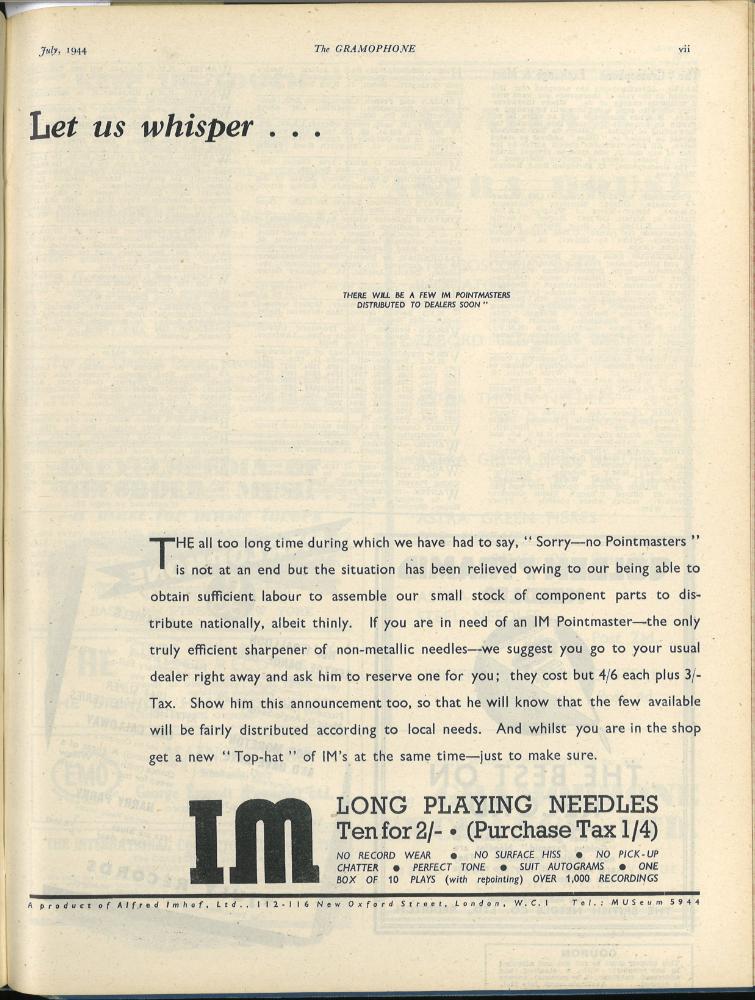 July, 1944 The GRAMOPHONE vii
Let us whisper . . .
THERE WILL BE A FEW IM POINTMASTERS
DISTRIBUTED TO DEALERS SOON "
THE all too long time during which we have had to say, " Sorry—no Pointmasters "
is not at an end but the situation has been relieved owing to our being able to
obtain sufficient labour to assemble our small stock of component parts to dis-
tribute nationally, albeit thinly. If you are in need of an IM Pointmaster—the only
truly efficient sharpener of non-metallic needles—we suggest you go to your usual
dealer right away and ask him to reserve one for you; they cost but 4/6 each plus 3/-
Tax. Show him this announcement too, so that he will know that the few available
will be fairly distributed according to local needs. And whilst you are in the shop
get a new " Top-hat " of IM's at the same time—just to make sure.
IM
LONG PLAYING NEEDLES
Ten for 2/- • (Purchase Tax 1/4)
NO RECORD WEAR ● NO SURFACE HISS ● NO PICK-UP
CHATTER ● PERFECT TONE ● SUIT AUTOGRAMS ● ONE
BOX OF 10 PLAYS (with repointing) OVER 1,000 RECORDINGS
A product of Alfred Imhof, Ltd., 112-116 New Oxford Street, London, W.C.1 Tel.: MUSeum 5944